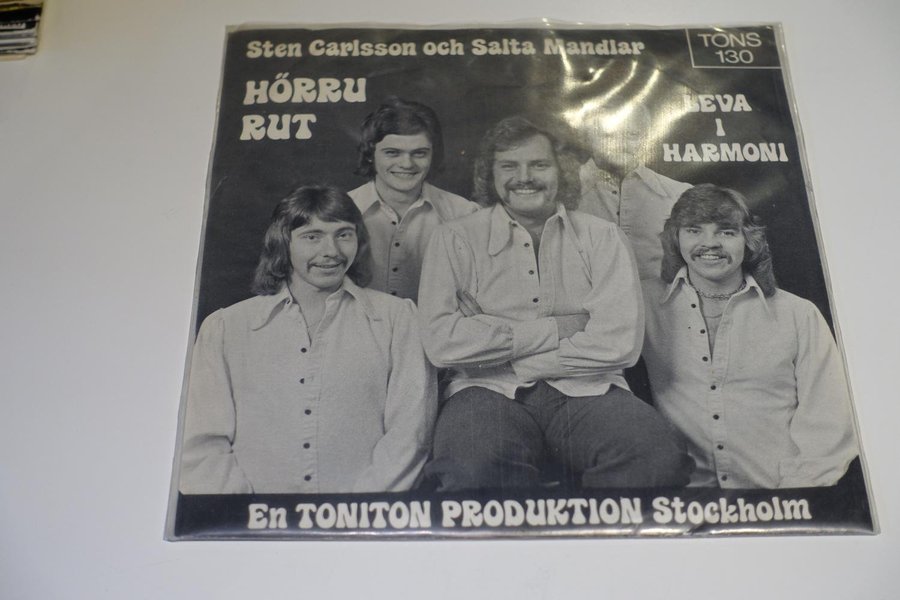 Sten Carlsson och Salta Mandlar
TONS
130
HÖRRU
RUT
LEVA
I
HARMONI
En TONITON PRODUKTION Stockholm